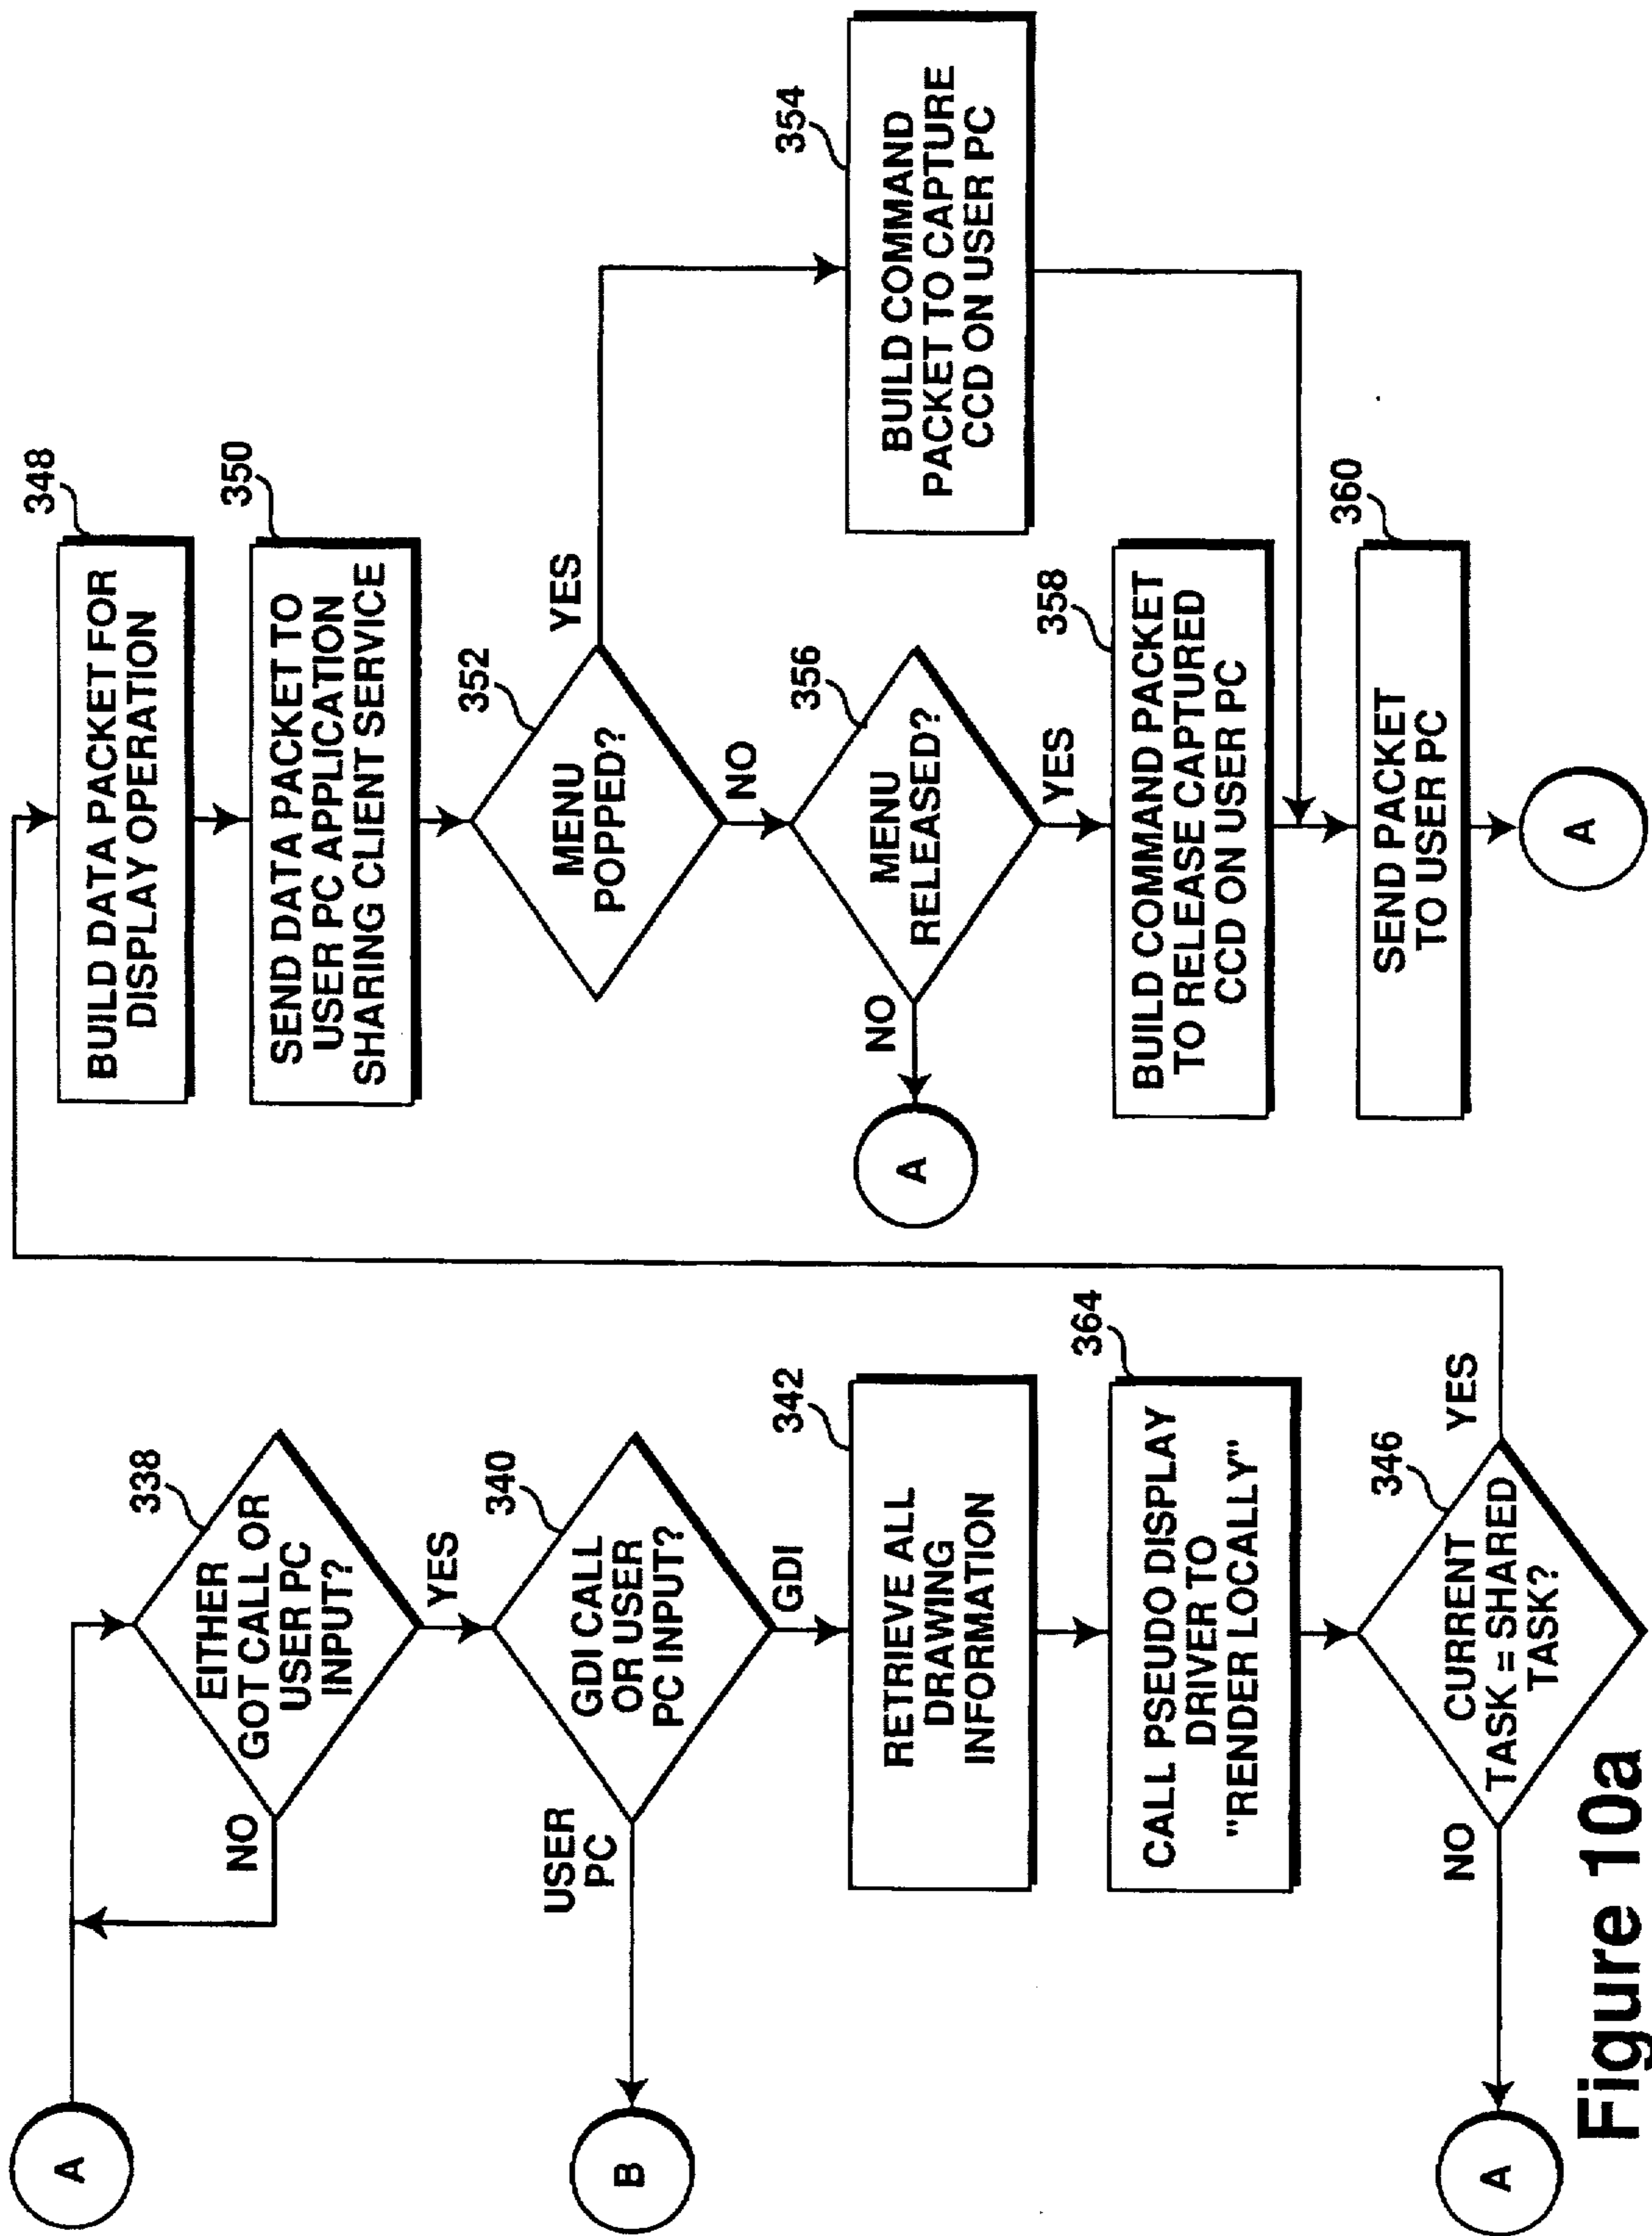 A
338
EITHER
GOT CALL OR
USER PC
INPUT?
NO
YES
340
GDI CALL
OR USER
PC INPUT?
USER
PC
B
GDI
342
RETRIEVE ALL
DRAWING
INFORMATION
364
CALL PSEUDO DISPLAY
DRIVER TO
"RENDER LOCALLY"
346
CURRENT
TASK = SHARED
TASK?
NO
A
YES
348
BUILD DATA PACKET FOR
DISPLAY OPERATION
350
SEND DATA PACKET TO
USER PC APPLICATION
SHARING CLIENT SERVICE
352
MENU
POPPED?
YES
NO
354
BUILD COMMAND
PACKET TO CAPTURE
CCD ON USER PC
356
MENU
RELEASED?
NO
A
YES
358
BUILD COMMAND PACKET
TO RELEASE CAPTURED
CCD ON USER PC
360
SEND PACKET
TO USER PC
A
Figure 10a